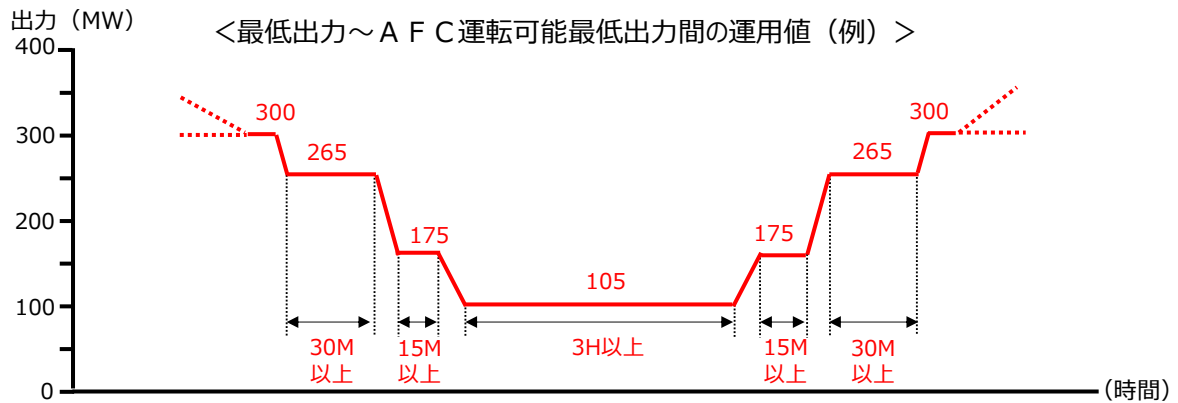 出力（MW）
＜最低出力～ＡＦＣ運転可能最低出力間の運用値（例）＞
400
300
200
100
0
300
265
175
105
175
265
300
30M
以上
15M
以上
3H以上
15M
以上
30M
以上
（時間）